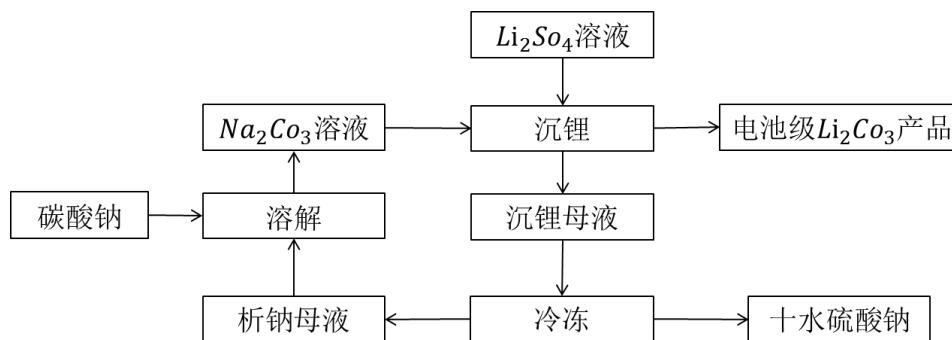 Li₂So₄溶液
Na₂Co₃溶液
沉锂
电池级Li₂Co₃产品
碳酸钠
溶解
沉锂母液
析钠母液
冷冻
十水硫酸钠